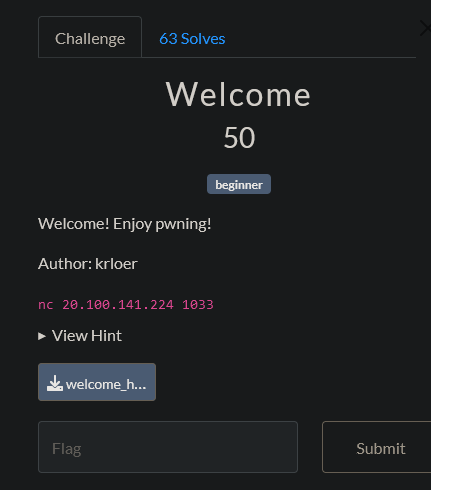 Challenge
63 Solves
Welcome
50
beginner
Welcome! Enjoy pwning!
Author: krloer
nc 20.100.141.224 1033
▸ View Hint
welcome_h...
Flag
Submit